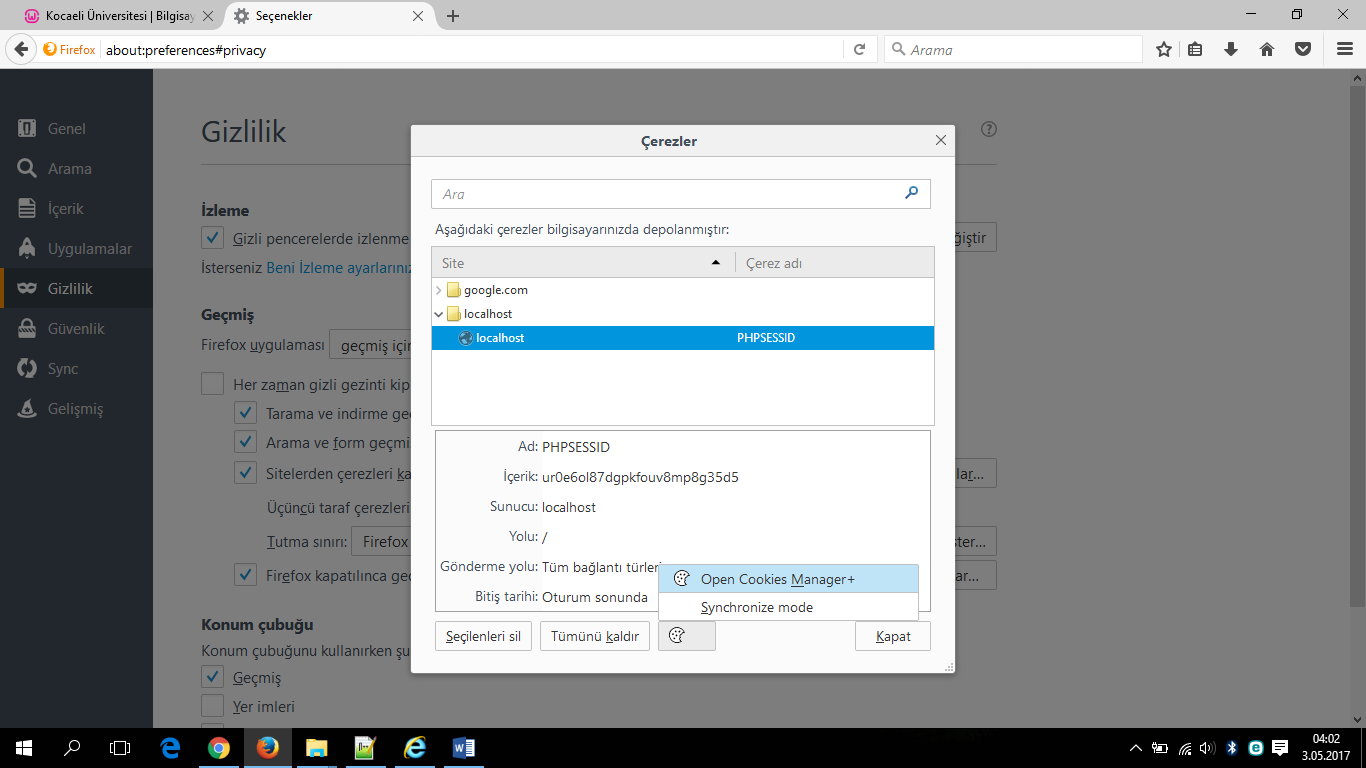 Kocaeli Üniversitesi | Bilgisay
Seçenekler
Firefox
about:preferences#privacy
Arama
Genel
Arama
İçerik
Uygulamalar
Gizlilik
Güvenlik
Sync
Gelişmiş
Gizlilik
İzleme
Gizli pencerelerde izlenme
ğiştir
İsterseniz Beni İzleme ayarlarınız
Geçmiş
Firefox uygulaması geçmiş için
Her zaman gizli gezinti kip
Tarama ve indirme geç
Arama ve form geçmi
Sitelerden çerezleri ka
lar...
Üçüncü taraf çerezleri
Tutma sınırı: Firefox
ster...
Firefox kapatılınca geç
ar...
Konum çubuğu
Konum çubuğunu kullanırken şu
Geçmiş
Yer imleri
Çerezler
Ara
Aşağıdaki çerezler bilgisayarınızda depolanmıştır:
Site Çerez adı
google.com
localhost
localhost PHPSESSID
Ad: PHPSESSID
İçerik: ur0e6ol87dgpkfouv8mp8g35d5
Sunucu: localhost
Yolu: /
Gönderme yolu: Tüm bağlantı türleri
Bitiş tarihi: Oturum sonunda
Open Cookies Manager+
Synchronize mode
Seçilenleri sil
Tümünü kaldır
Kapat
04:02
3.05.2017